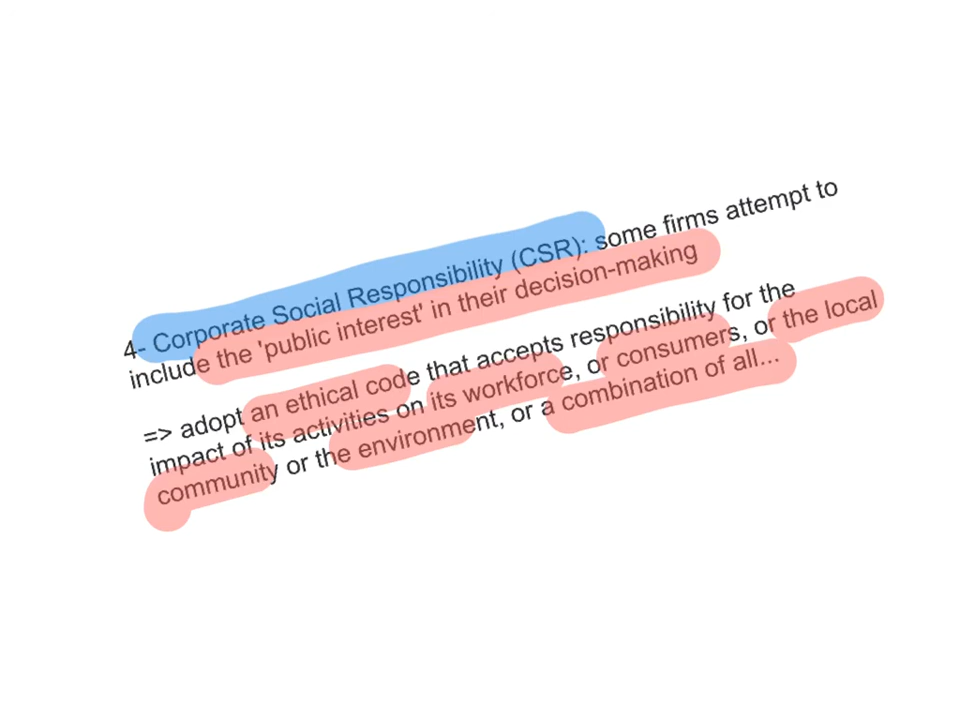 4- Corporate Social Responsibility (CSR): some firms attempt to
include the 'public interest' in their decision-making
=> adopt an ethical code that accepts responsibility for the
impact of its activities on its workforce, or consumers, or the local
community or the environment, or a combination of all...